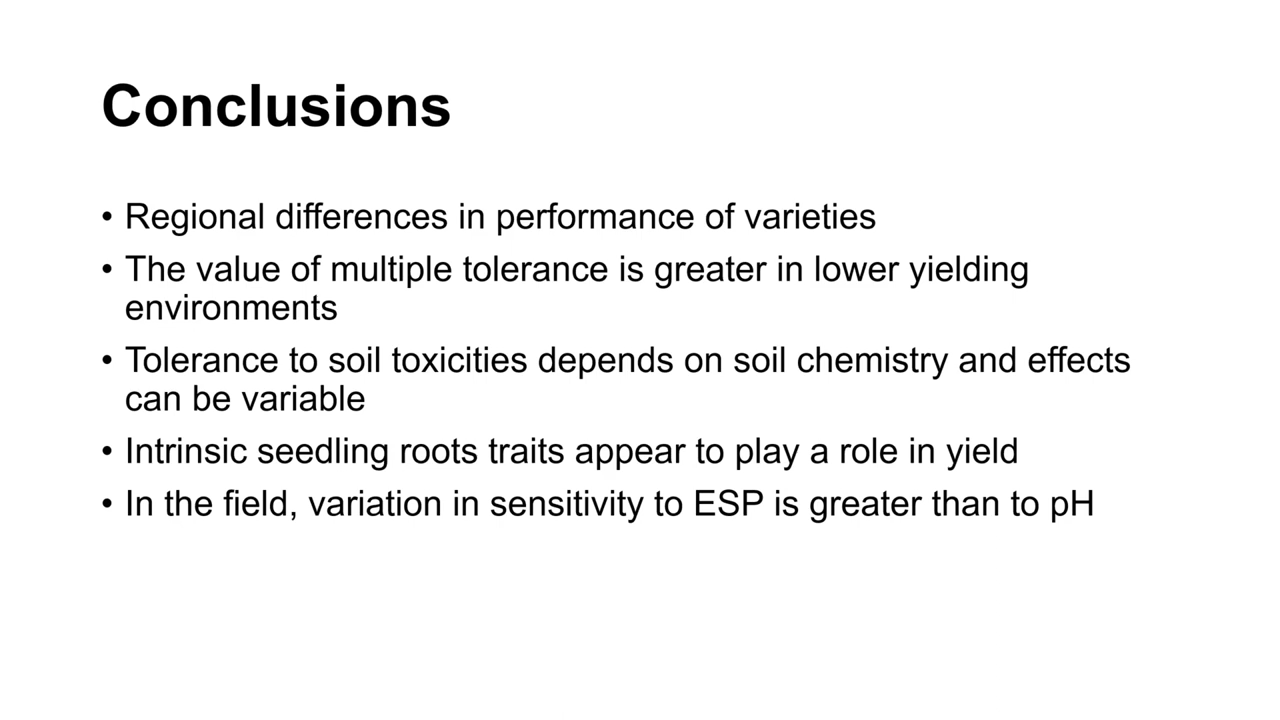 Conclusions
• Regional differences in performance of varieties
• The value of multiple tolerance is greater in lower yielding
environments
• Tolerance to soil toxicities depends on soil chemistry and effects
can be variable
• Intrinsic seedling roots traits appear to play a role in yield
• In the field, variation in sensitivity to ESP is greater than to pH